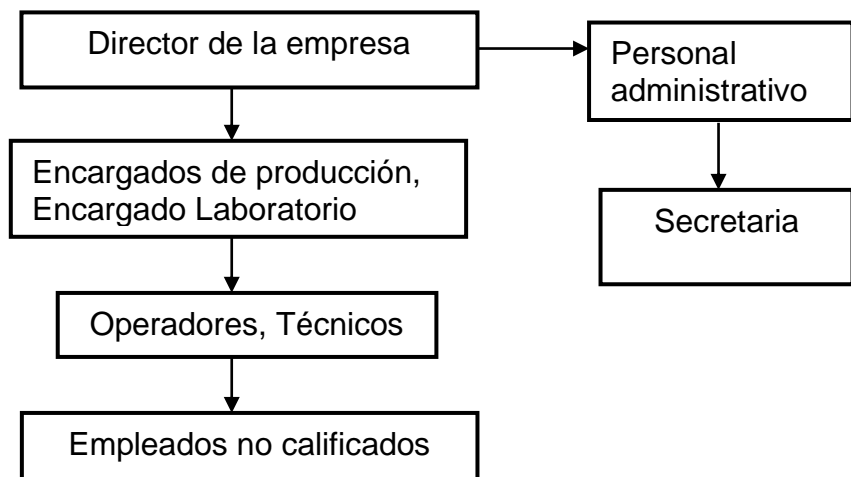 Director de la empresa
Personal
administrativo
Encargados de producción,
Encargado Laboratorio
Secretaria
Operadores, Técnicos
Empleados no calificados